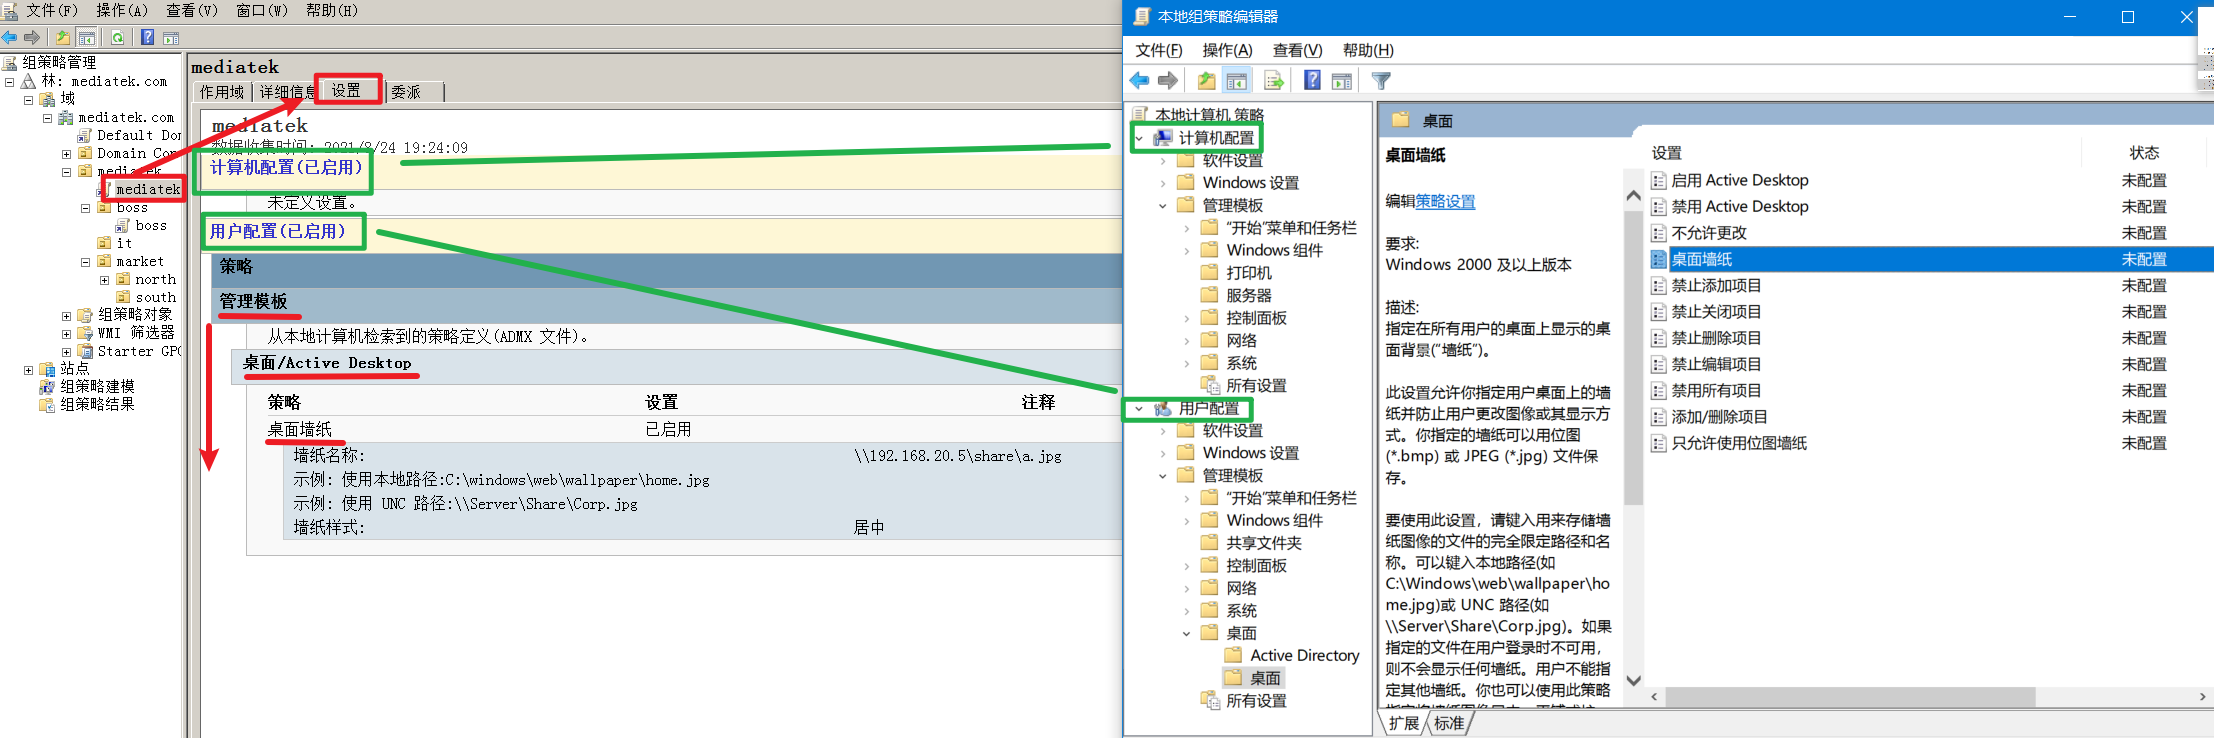 文件(F) 操作(A) 查看(V) 窗口(W) 帮助(H)
组策略管理
林: mediatek.com
域
mediatek.com
Default Do
Domain Co
mediatek
mediatek
boss
boss
it
market
north
south
组策略对象
WMI 筛选器
Starter GP
站点
组策略建模
组策略结果
mediatek
作用域 详细信息 设置 委派
mediatek
数据收集时间: 2021/8/24 19:24:09
计算机配置(已启用)
未定义设置。
用户配置(已启用)
策略
管理模板
从本地计算机检索到的策略定义(ADMX 文件)。
桌面/Active Desktop
策略 设置 注释
桌面墙纸 已启用
墙纸名称: \\192.168.20.5\share\a.jpg
示例: 使用本地路径:C:\windows\web\wallpaper\home.jpg
示例: 使用 UNC 路径:\\Server\Share\Corp.jpg
墙纸样式: 居中
本地组策略编辑器
文件(F) 操作(A) 查看(V) 帮助(H)
本地计算机 策略
计算机配置
软件设置
Windows 设置
管理模板
"开始"菜单和任务栏
Windows 组件
打印机
服务器
控制面板
网络
系统
所有设置
用户配置
软件设置
Windows 设置
管理模板
"开始"菜单和任务栏
Windows 组件
共享文件夹
控制面板
网络
系统
桌面
Active Directory
桌面
所有设置
桌面
桌面墙纸
编辑策略设置
要求:
Windows 2000 及以上版本
描述:
指定在所有用户的桌面上显示的桌
面背景("墙纸")。
此设置允许你指定用户桌面上的墙
纸并防止用户更改图像或其显示方
式。你指定的墙纸可以用位图
(*.bmp) 或 JPEG (*.jpg) 文件保
存。
要使用此设置，请键入用来存储墙
纸图像的文件的完全限定路径和名
称。可以键入本地路径(如
C:\Windows\web\wallpaper\ho
me.jpg)或 UNC 路径(如
\\Server\Share\Corp.jpg)。如果
指定的文件在用户登录时不可用，
则不会显示任何墙纸。用户不能指
定其他墙纸。你也可以使用此策略
设置 状态
启用 Active Desktop 未配置
禁用 Active Desktop 未配置
不允许更改 未配置
桌面墙纸 未配置
禁止添加项目 未配置
禁止关闭项目 未配置
禁止删除项目 未配置
禁止编辑项目 未配置
禁用所有项目 未配置
添加/删除项目 未配置
只允许使用位图墙纸 未配置
扩展 标准